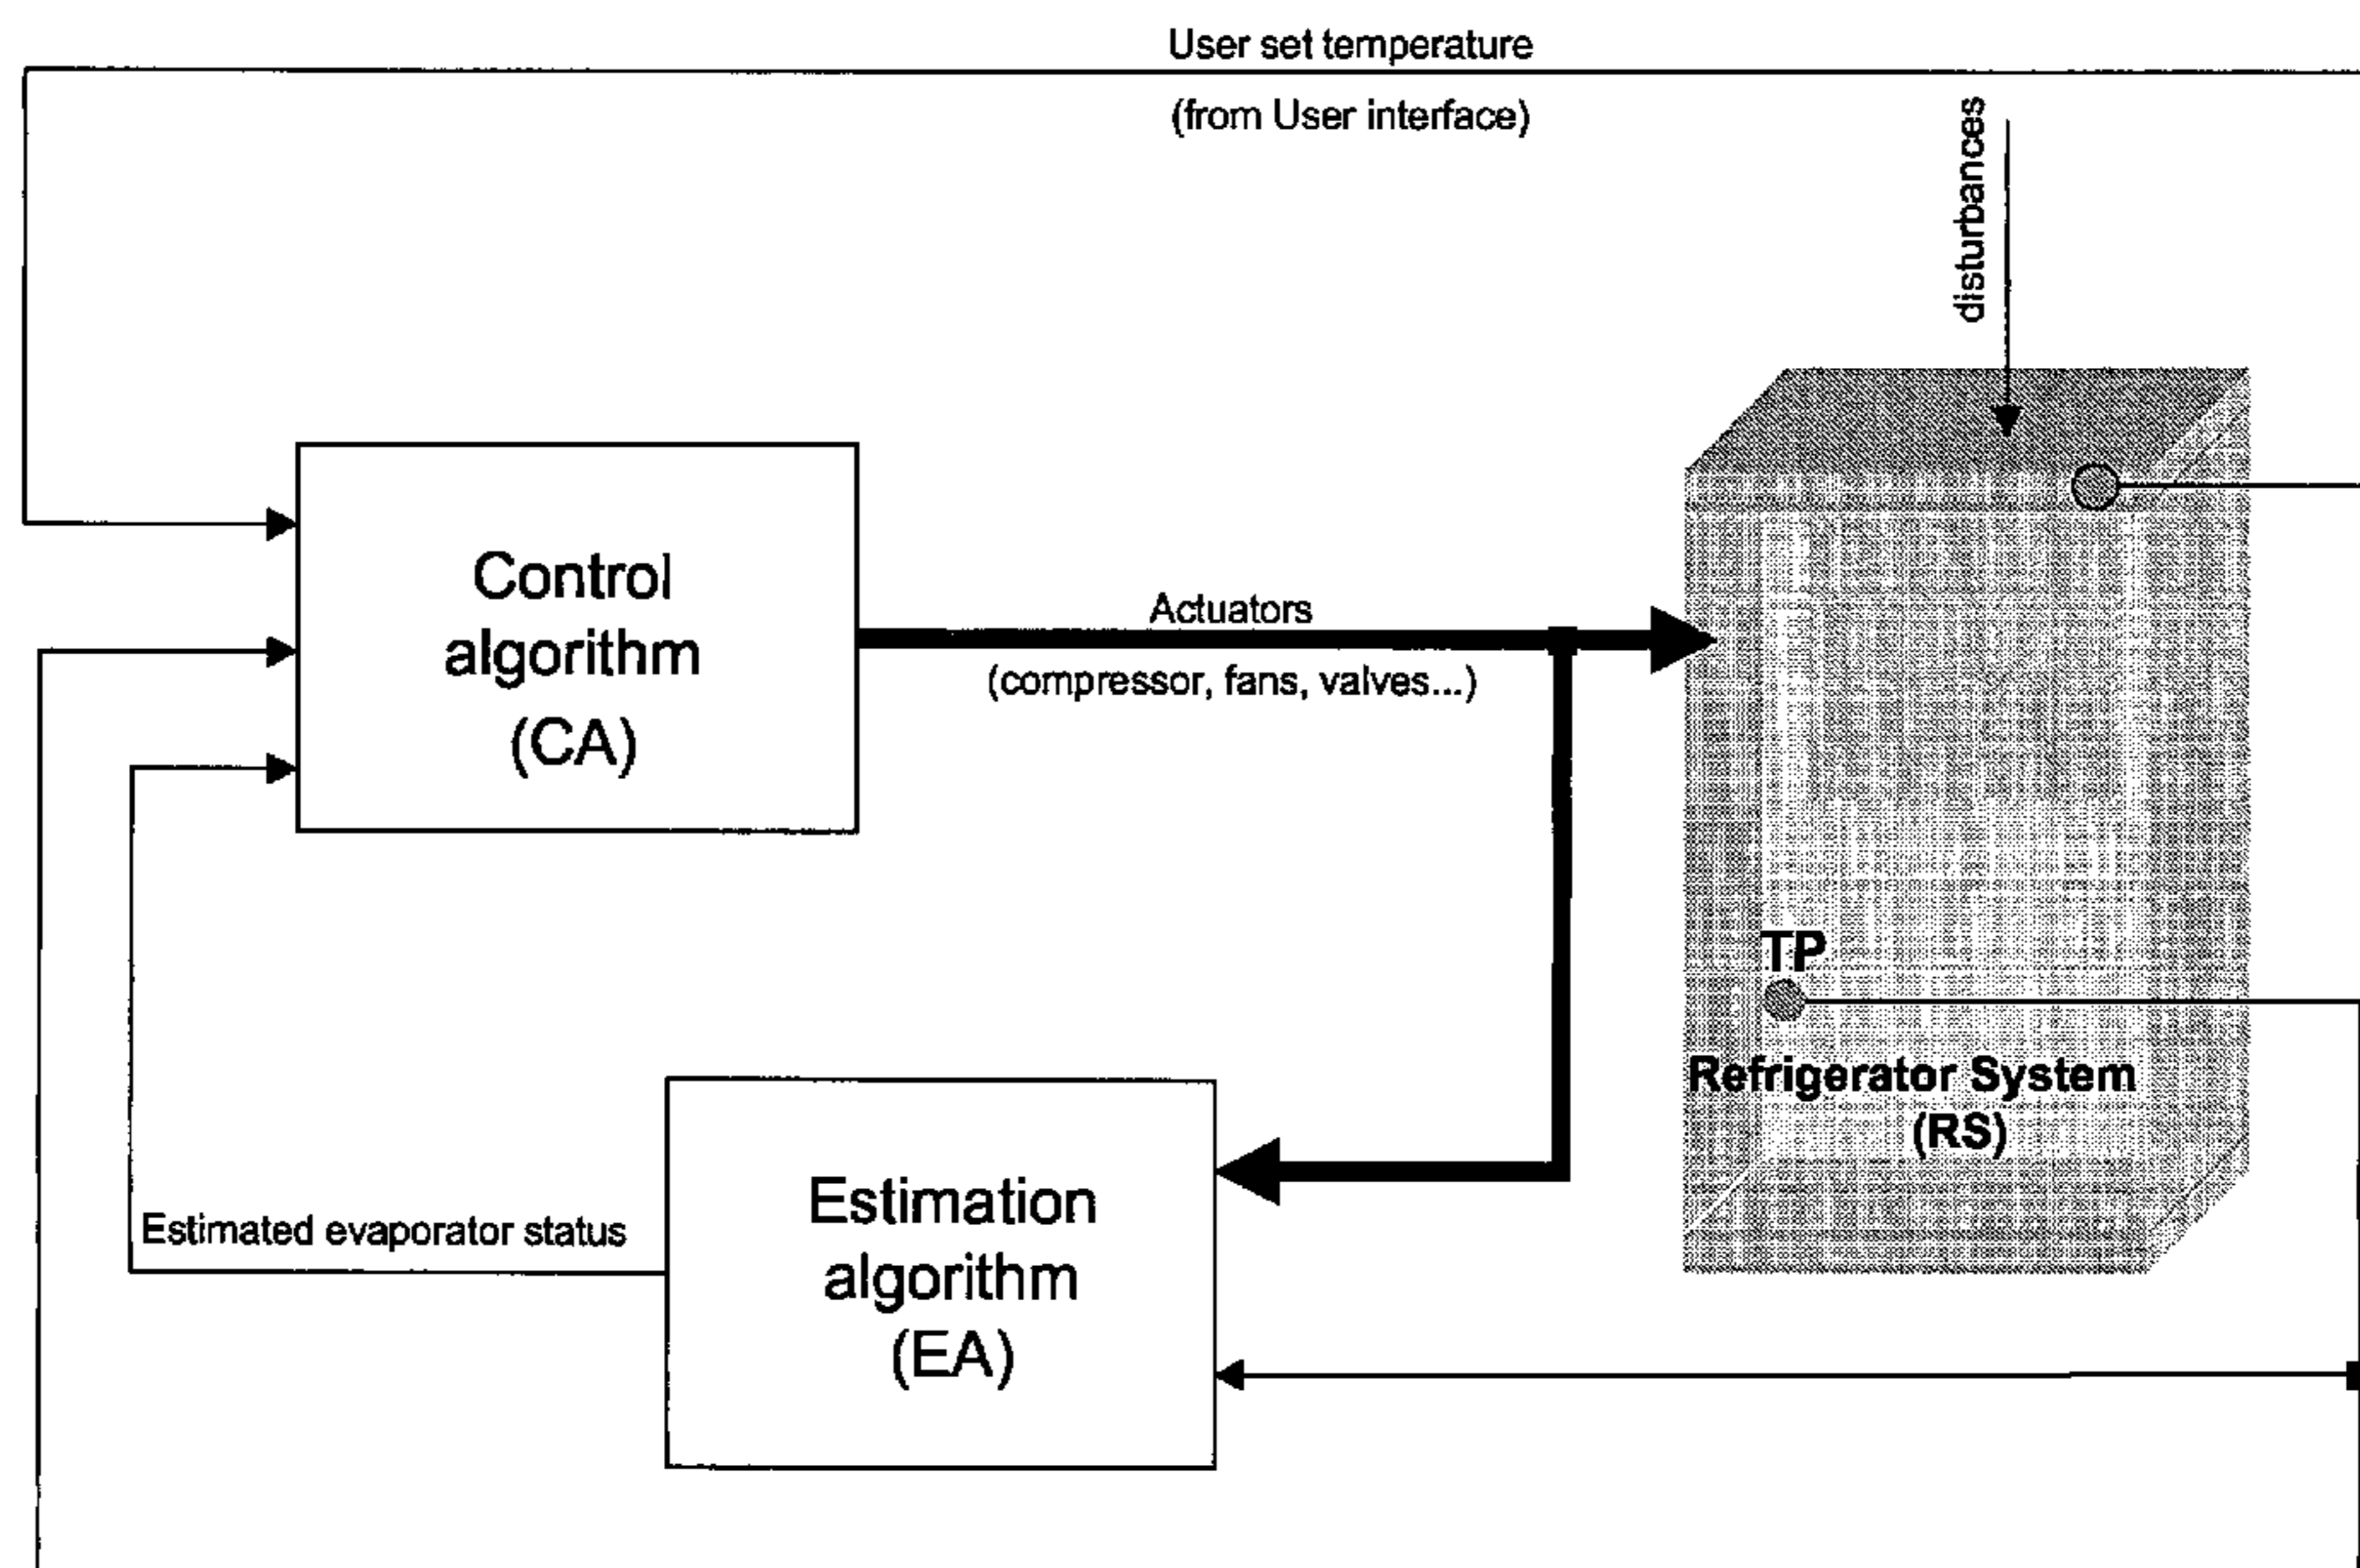 User set temperature
(from User interface)
disturbances
Control
algorithm
(CA)
Actuators
(compressor, fans, valves...)
TP
Refrigerator System
(RS)
Estimated evaporator status
Estimation
algorithm
(EA)